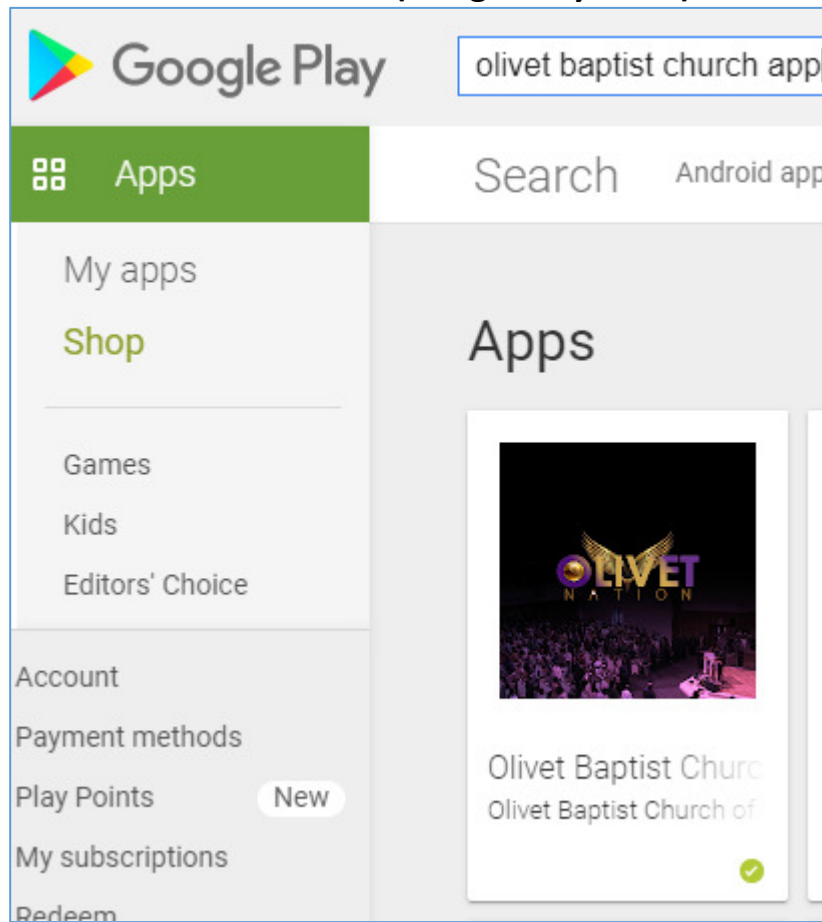 Google Play
olivet baptist church app
Apps
Search
Android app
My apps
Shop
Games
Kids
Editors' Choice
Account
Payment methods
Play Points
New
My subscriptions
Redeem
Apps
OLIVET
NATION
Olivet Baptist Churc
Olivet Baptist Church of